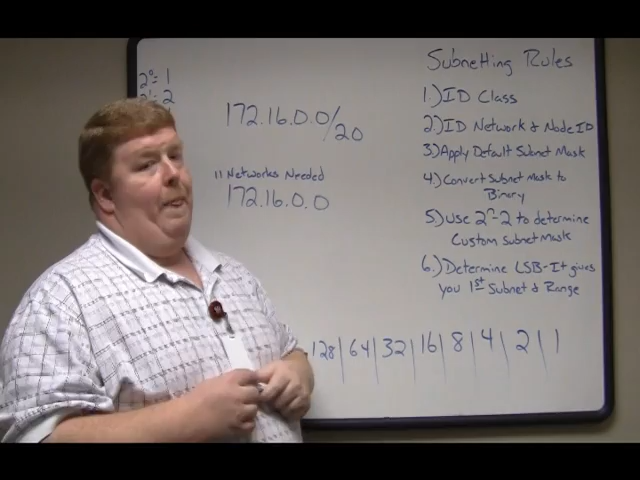 2⁰= 1
2¹= 2
172.16.0.0/20
11 Networks Needed
172.16.0.0
Subnetting Rules
1.) ID Class
2.) ID Network & Node ID
3.) Apply Default Subnet Mask
4.) Convert Subnet Mask to
Binary
5.) Use 2ⁿ-2 to determine
Custom subnet Mask
6.) Determine LSB-It gives
you 1st Subnet & Range
128|64|32|16|8|4|2|1